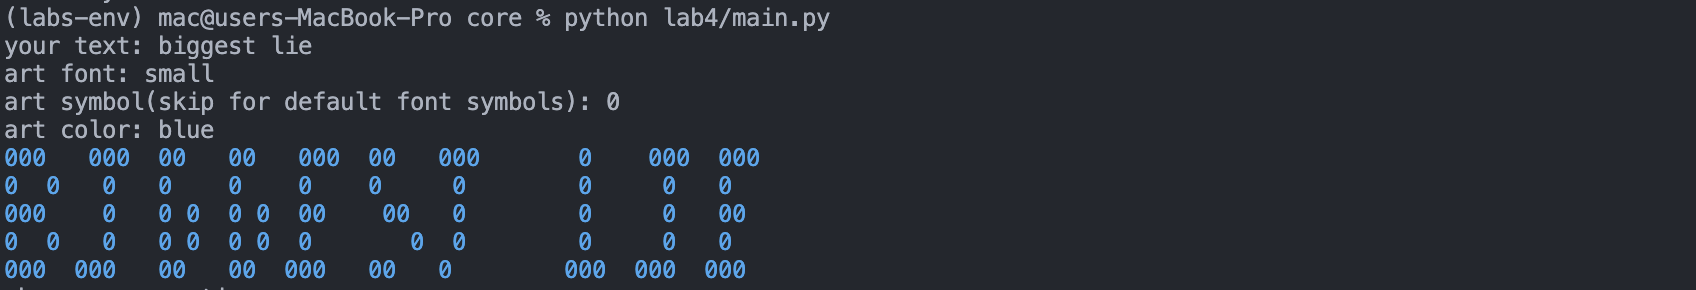 (labs-env) mac@users-MacBook-Pro core % python lab4/main.py
your text: biggest lie
art font: small
art symbol(skip for default font symbols): 0
art color: blue
000   000  00   00   000  00   000       0    000  000
0  0   0   0    0    0    0     0        0     0   0
000    0   0 0  0 0  00    00   0        0     0   00
0  0   0   0 0  0 0  0       0  0        0     0   0
000  000   00   00  000   00   0        000  000  000